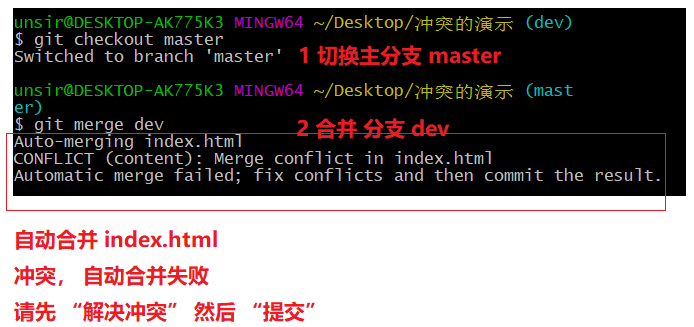 unsir@DESKTOP-AK775K3 MINGW64 ~/Desktop/冲突的演示 (dev)
$ git checkout master
Switched to branch 'master' 1 切换主分支 master
unsir@DESKTOP-AK775K3 MINGW64 ~/Desktop/冲突的演示 (mast
er)
$ git merge dev 2 合并 分支 dev
Auto-merging index.html
CONFLICT (content): Merge conflict in index.html
Automatic merge failed; fix conflicts and then commit the result.
自动合并 index.html
冲突， 自动合并失败
请先 “解决冲突” 然后 “提交”